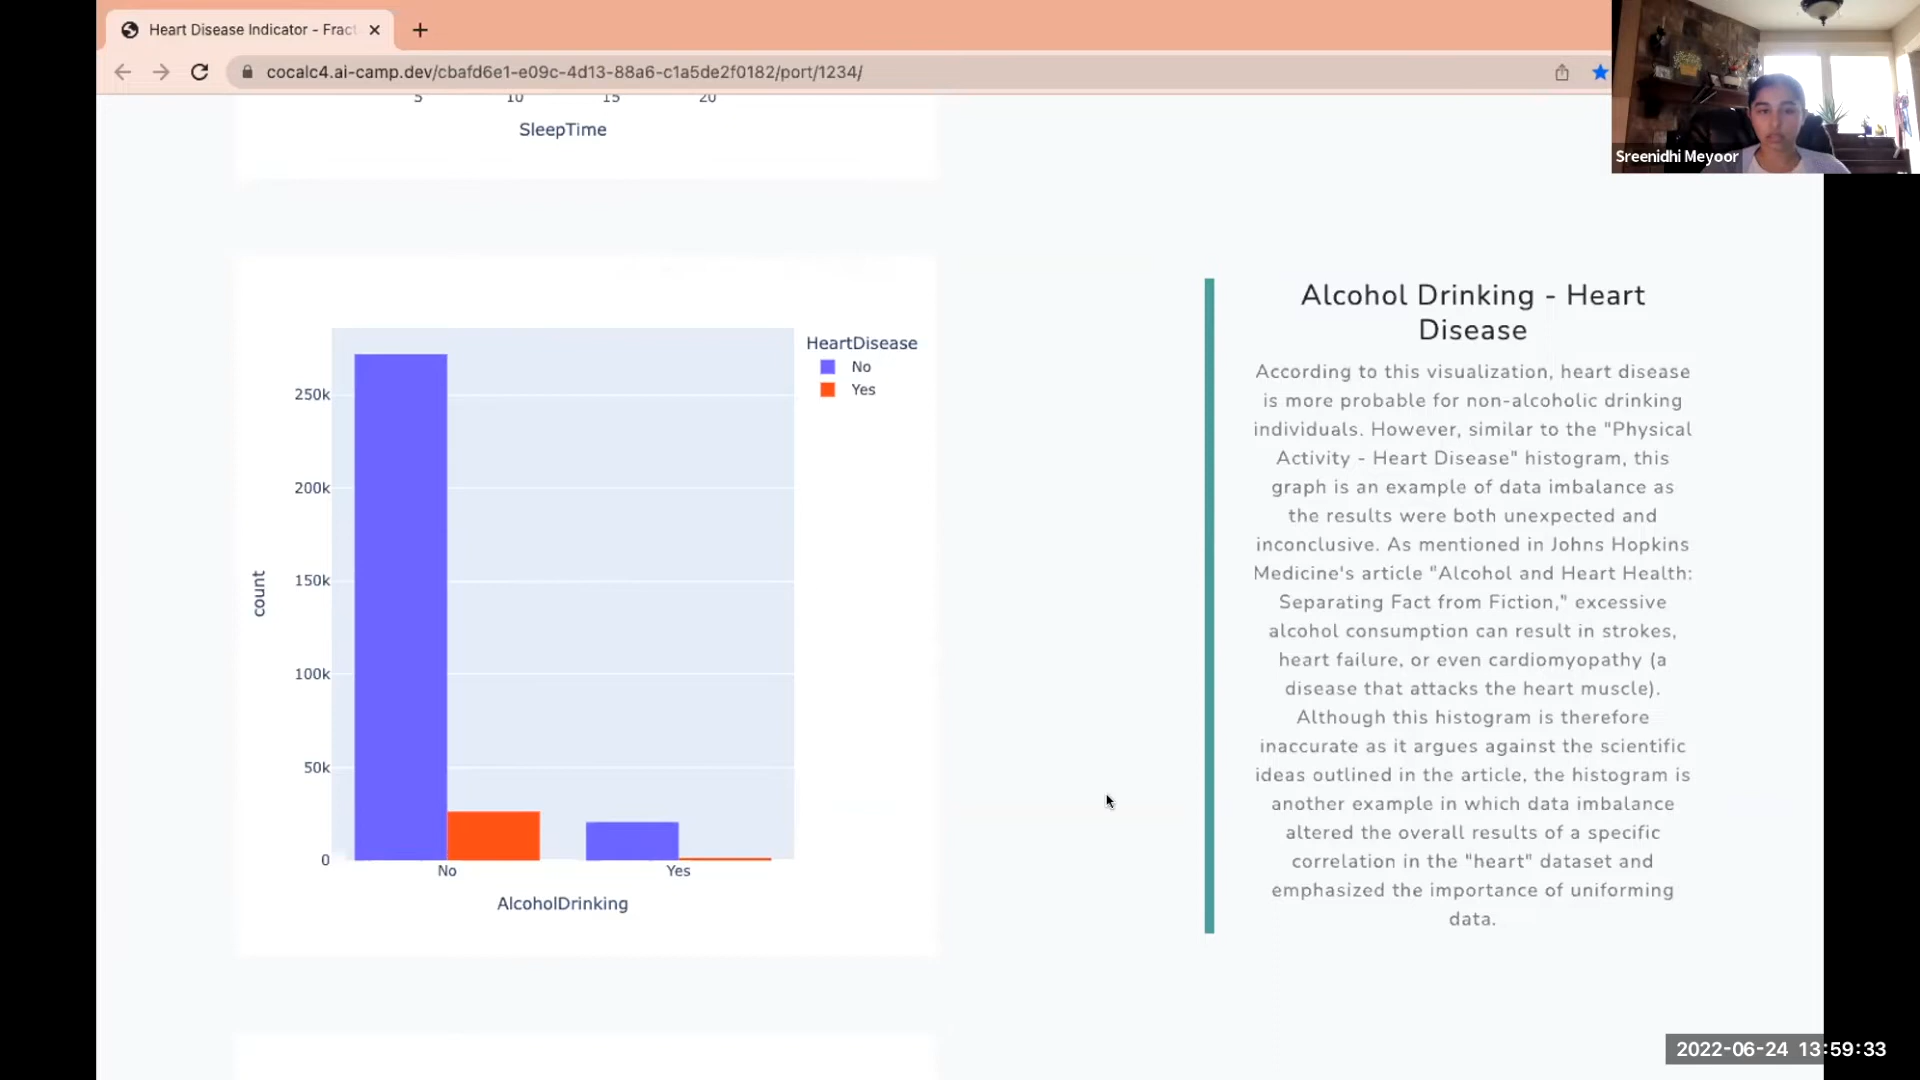 Heart Disease Indicator - Fract
cocalc4.ai-camp.dev/cbafd6e1-e09c-4d13-88a6-c1a5de2f0182/port/1234/
Sreenidhi Meyoor
5 10 15 20
SleepTime
HeartDisease
No
Yes
250k
200k
150k
100k
50k
0
count
No Yes
AlcoholDrinking
Alcohol Drinking - Heart
Disease
According to this visualization, heart disease
is more probable for non-alcoholic drinking
individuals. However, similar to the "Physical
Activity - Heart Disease" histogram, this
graph is an example of data imbalance as
the results were both unexpected and
inconclusive. As mentioned in Johns Hopkins
Medicine's article "Alcohol and Heart Health:
Separating Fact from Fiction," excessive
alcohol consumption can result in strokes,
heart failure, or even cardiomyopathy (a
disease that attacks the heart muscle).
Although this histogram is therefore
inaccurate as it argues against the scientific
ideas outlined in the article, the histogram is
another example in which data imbalance
altered the overall results of a specific
correlation in the "heart" dataset and
emphasized the importance of uniforming
data.
2022-06-24 13:59:33